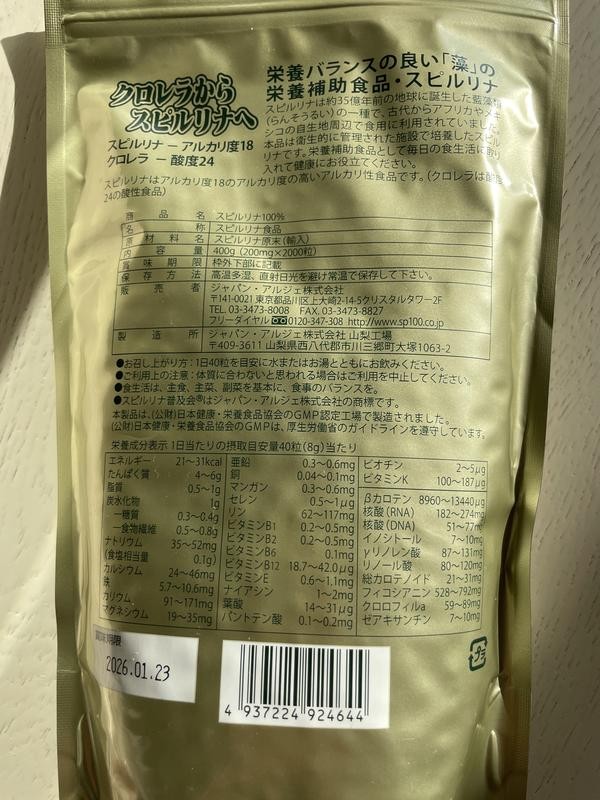 クロレラから
スピルリナへ
スピルリナ ー アルカリ度18
クロレラ ー 酸度24
栄養バランスの良い「藻」の
栄養補助食品・スピルリナ
スピルリナは約35億年前の地球に誕生した藍藻類
(らんそうるい)の一種で、古代からアフリカやメキ
シコの自生地周辺で食用に利用されていました。
本品は衛生的に管理された施設で培養したスピル
リナです。栄養補助食品として毎日の食生活に取り
入れて健康にお役立てください。
スピルリナはアルカリ度18のアルカリ度の高いアルカリ性食品です。(クロレラは酸度
24の酸性食品)
商品名 スピルリナ100%
名称 スピルリナ食品
原材料名 スピルリナ原末(輸入)
内容量 400g(200mg×2000粒)
賞味期限 枠外下部に記載
保存方法 高温多湿、直射日光を避け常温で保存して下さい。
販売者 ジャパン・アルジェ株式会社
〒141-0021 東京都品川区上大崎2-14-5クリスタルタワー2F
TEL. 03-3473-8008 FAX. 03-3473-8827
フリーダイヤル 0120-347-308 http://www.sp100.co.jp
製造所 ジャパン・アルジェ株式会社 山梨工場
〒409-3611 山梨県西八代郡市川三郷町大塚1063-2
●お召し上がり方：1日40粒を目安に水またはお湯とともにお飲みください。
●ご利用上の注意：体質に合わないと思われる場合はご利用を中止してください。
●食生活は、主食、主菜、副菜を基本に、食事のバランスを。
●スピルリナ普及会®はジャパン・アルジェ株式会社の商標です。
本製品は、(公財)日本健康・栄養食品協会のGMP認定工場で製造されました。
(公財)日本健康・栄養食品協会のGMPは、厚生労働省のガイドラインを遵守しています。
栄養成分表示 1日当たりの摂取目安量40粒(8g)当たり
エネルギー 21〜31kcal
たんぱく質 4〜6g
脂質 0.5〜1g
炭水化物 1g
ー糖質 0.3〜0.4g
ー食物繊維 0.5〜0.8g
ナトリウム 35〜52mg
(食塩相当量 0.1g)
カルシウム 24〜46mg
鉄 5.7〜10.6mg
カリウム 91〜171mg
マグネシウム 19〜35mg
亜鉛 0.3〜0.6mg
銅 0.04〜0.1mg
マンガン 0.3〜0.6mg
セレン 0.5〜1μg
リン 62〜117mg
ビタミンB1 0.2〜0.5mg
ビタミンB2 0.2〜0.5mg
ビタミンB6 0.1mg
ビタミンB12 18.7〜42.0μg
ビタミンE 0.6〜1.1mg
ナイアシン 1〜2mg
葉酸 14〜31μg
パントテン酸 0.1〜0.2mg
ビオチン 2〜5μg
ビタミンK 100〜187μg
βカロテン 8960〜13440μg
核酸(RNA) 182〜274mg
核酸(DNA) 51〜77mg
イノシトール 7〜10mg
γリノレン酸 87〜131mg
リノール酸 80〜120mg
総カロテノイド 21〜31mg
フィコシアニン 528〜792mg
クロロフィルa 59〜89mg
ゼアキサンチン 7〜10mg
賞味期限
2026.01.23
4 937224 924644
プラ